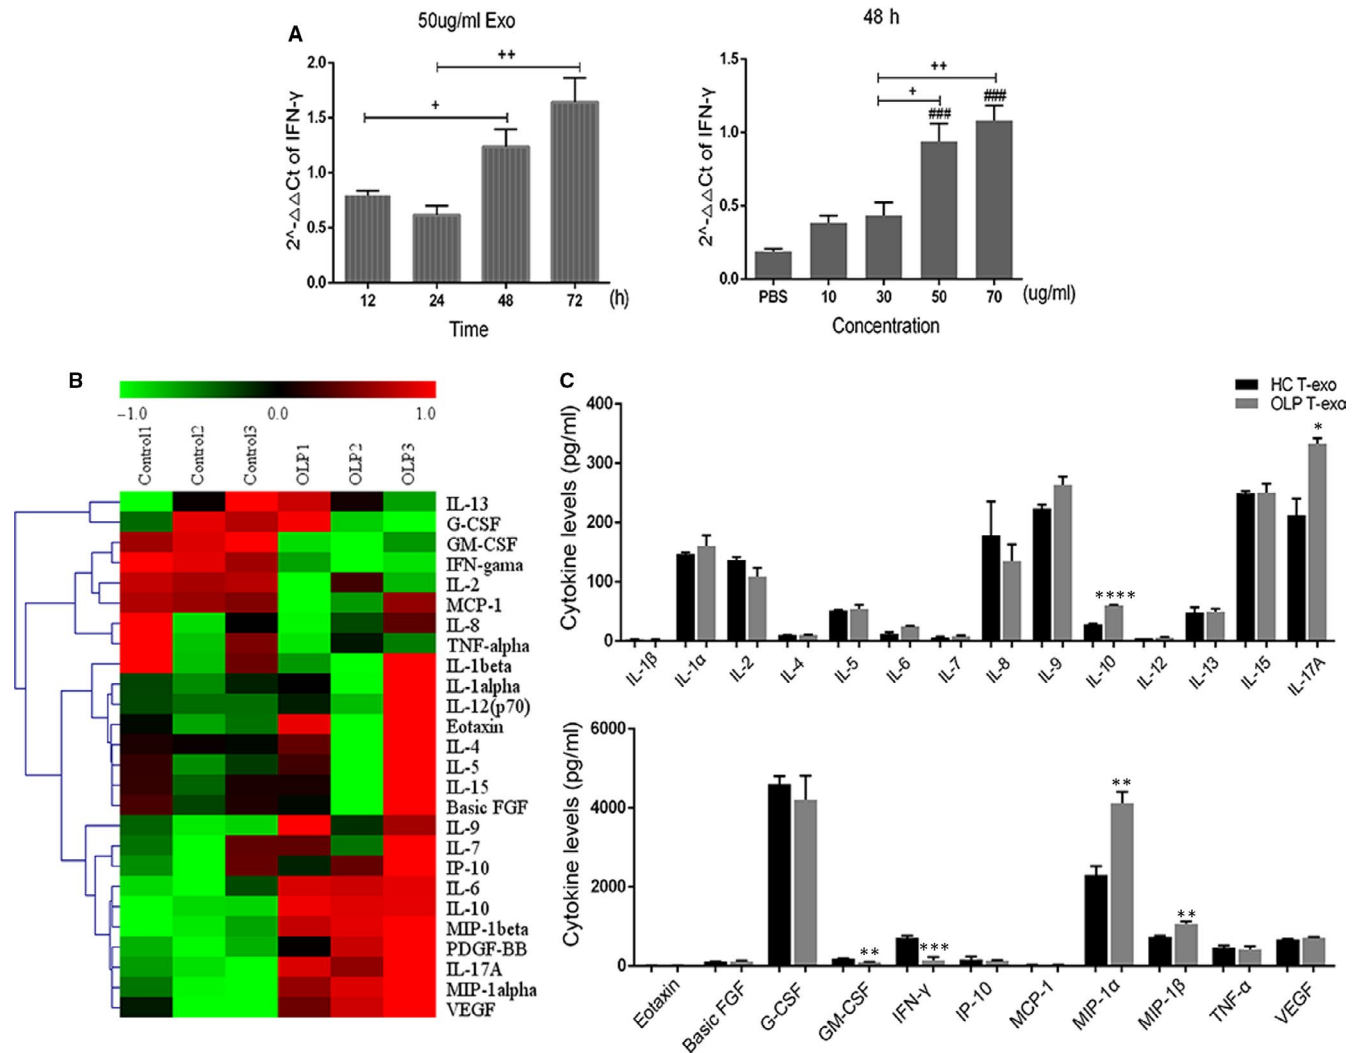 A
50ug/ml Exo
2^-△△Ct of IFN-γ
2.0
1.5
1.0
0.5
0.0
+
++
12 24 48 72 (h)
Time
48 h
2^-△△Ct of IFN-γ
1.5
1.0
0.5
0.0
++
+
### ###
PBS 10 30 50 70 (ug/ml)
Concentration
B
-1.0 0.0 1.0
Control1 Control2 Control3 OLP1 OLP2 OLP3
IL-13
G-CSF
GM-CSF
IFN-gama
IL-2
MCP-1
IL-8
TNF-alpha
IL-1beta
IL-1alpha
IL-12(p70)
Eotaxin
IL-4
IL-5
IL-15
Basic FGF
IL-9
IL-7
IP-10
IL-6
IL-10
MIP-1beta
PDGF-BB
IL-17A
MIP-1alpha
VEGF
C
HC T-exo
OLP T-exo
Cytokine levels (pg/ml)
400
300
200
100
0
**** *
IL-1β IL-1α IL-2 IL-4 IL-5 IL-6 IL-7 IL-8 IL-9 IL-10 IL-12 IL-13 IL-15 IL-17A
Cytokine levels (pg/ml)
6000
4000
2000
0
** *** ** **
Eotaxin Basic FGF G-CSF GM-CSF IFN-γ IP-10 MCP-1 MIP-1α MIP-1β TNF-α VEGF